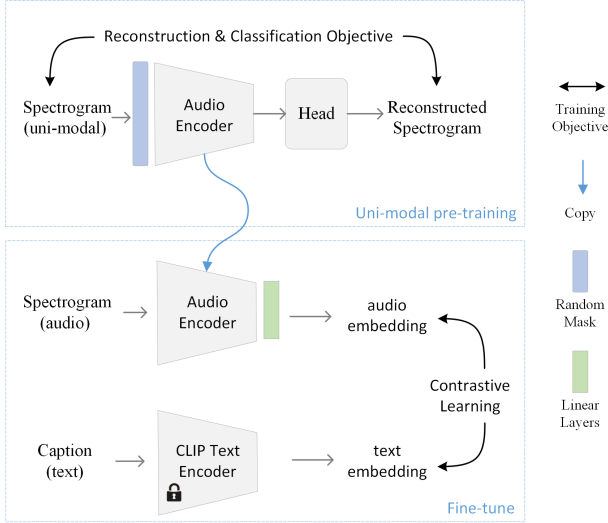 Reconstruction & Classification Objective
Spectrogram
(uni-modal)
Audio
Encoder
Head
Reconstructed
Spectrogram
Uni-modal pre-training
Spectrogram
(audio)
Audio
Encoder
audio
embedding
Contrastive
Learning
Caption
(text)
CLIP Text
Encoder
text
embedding
Fine-tune
Training
Objective
Copy
Random
Mask
Linear
Layers